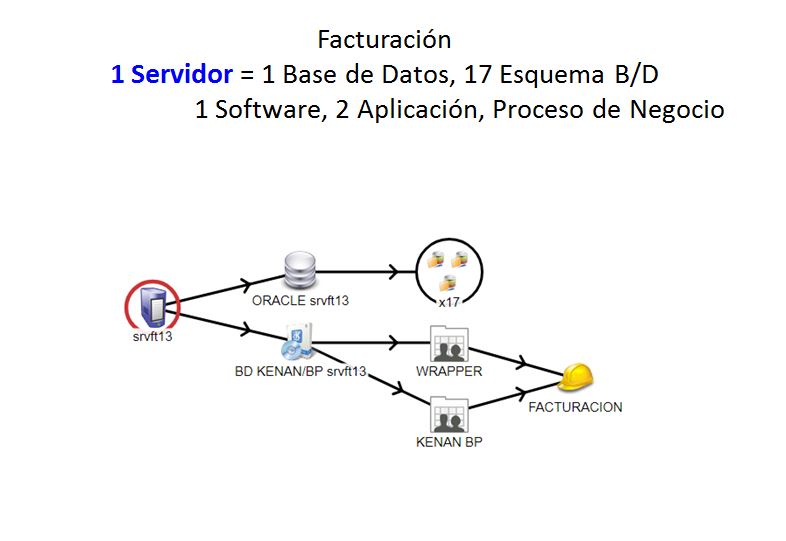 Facturación
1 Servidor = 1 Base de Datos, 17 Esquema B/D
1 Software, 2 Aplicación, Proceso de Negocio
ORACLE srvft13
x17
srvft13
BD KENAN/BP srvft13
WRAPPER
FACTURACION
KENAN BP